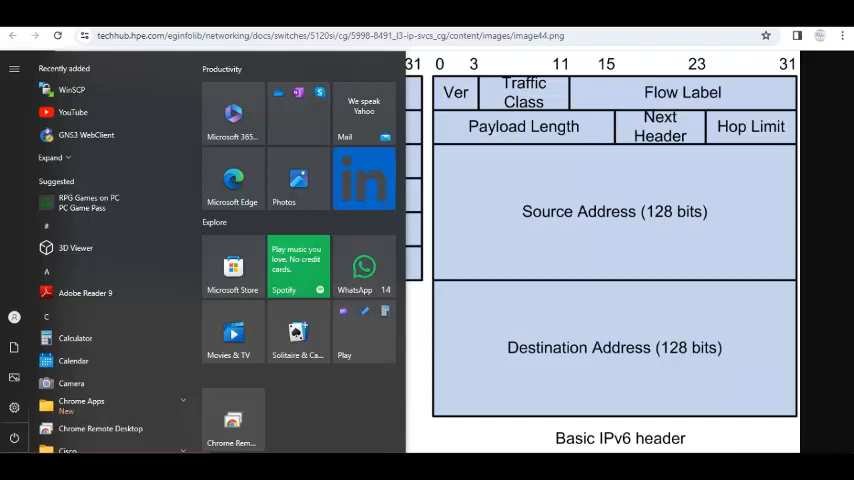 techhub.hpe.com/eginfolib/networking/docs/switches/5120si/cg/5998-8491_l3-ip-svcs_cg/content/images/image44.png
Recently added
WinSCP
YouTube
GNS3 WebClient
Expand
Suggested
RPG Games on PC
PC Game Pass
#
3D Viewer
A
Adobe Reader 9
C
Calculator
Calendar
Camera
Chrome Apps
New
Chrome Remote Desktop
Cisco
Productivity
Microsoft 365...
We speak
Yahoo
Mail
Microsoft Edge
Photos
in
Explore
Microsoft Store
Play music you
love. No credit
cards.
Spotify
WhatsApp 14
Movies & TV
Solitaire & Ca...
Play
Chrome Rem...
31 0 3 11 15 23 31
Ver
Traffic
Class
Flow Label
Payload Length
Next
Header
Hop Limit
Source Address (128 bits)
Destination Address (128 bits)
Basic IPv6 header